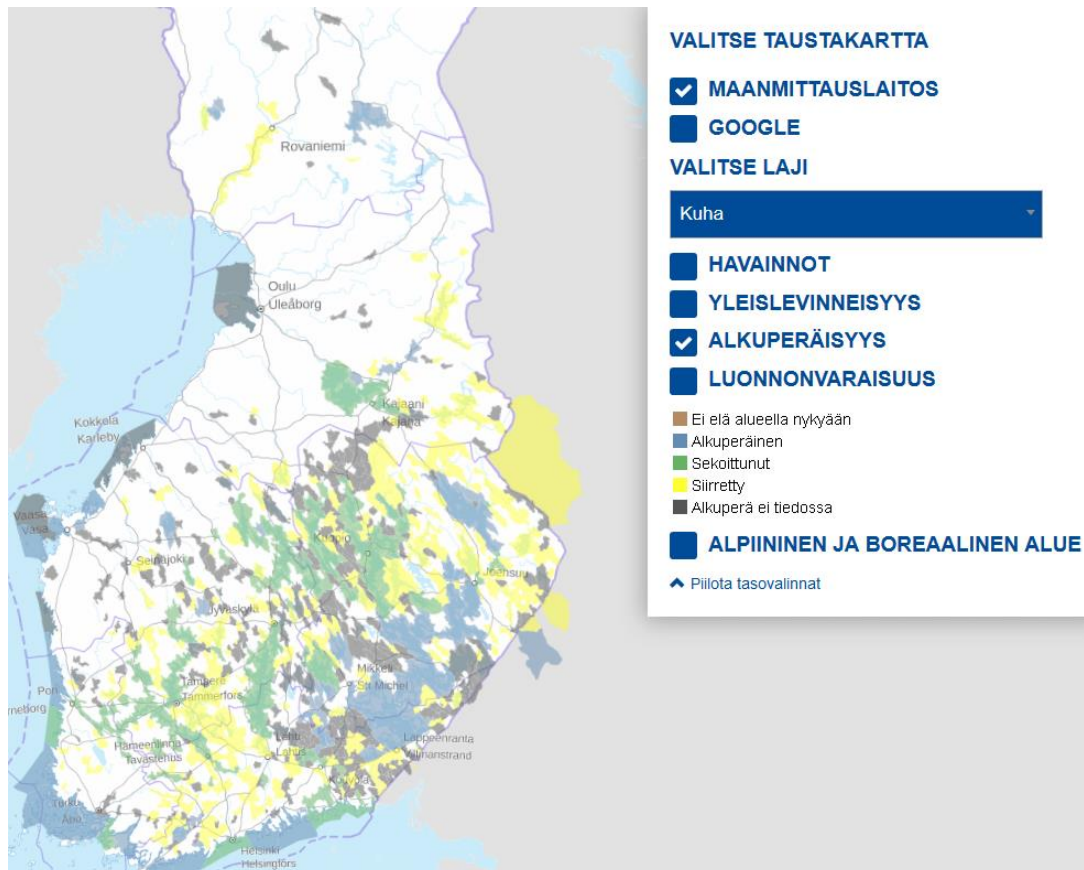 VALITSE TAUSTAKARTTA
MAANMITTAUSLAITOS
GOOGLE
VALITSE LAJI
Kuha
HAVAINNOT
YLEISLEVINNEISYYS
ALKUPERÄISYYS
LUONNONVARAISUUS
Ei elä alueella nykyään
Alkuperäinen
Sekoittunut
Siirretty
Alkuperä ei tiedossa
ALPIININEN JA BOREAALINEN ALUE
Piilota tasovalinnat
Rovaniemi
Oulu
Uleåborg
Kajaani
Kajana
Kokkola
Karleby
Vaasa
Vasa
Seinäjoki
Kuopio
Joensuu
Jyväskylä
Mikkeli
St Michel
Tampere
Tammerfors
Pori
rneborg
Hämeenlinna
Tavastehus
Lahti
Lahtis
Lappeenranta
Villmanstrand
Kouvola
Turku
Åbo
Helsinki
Helsingfors